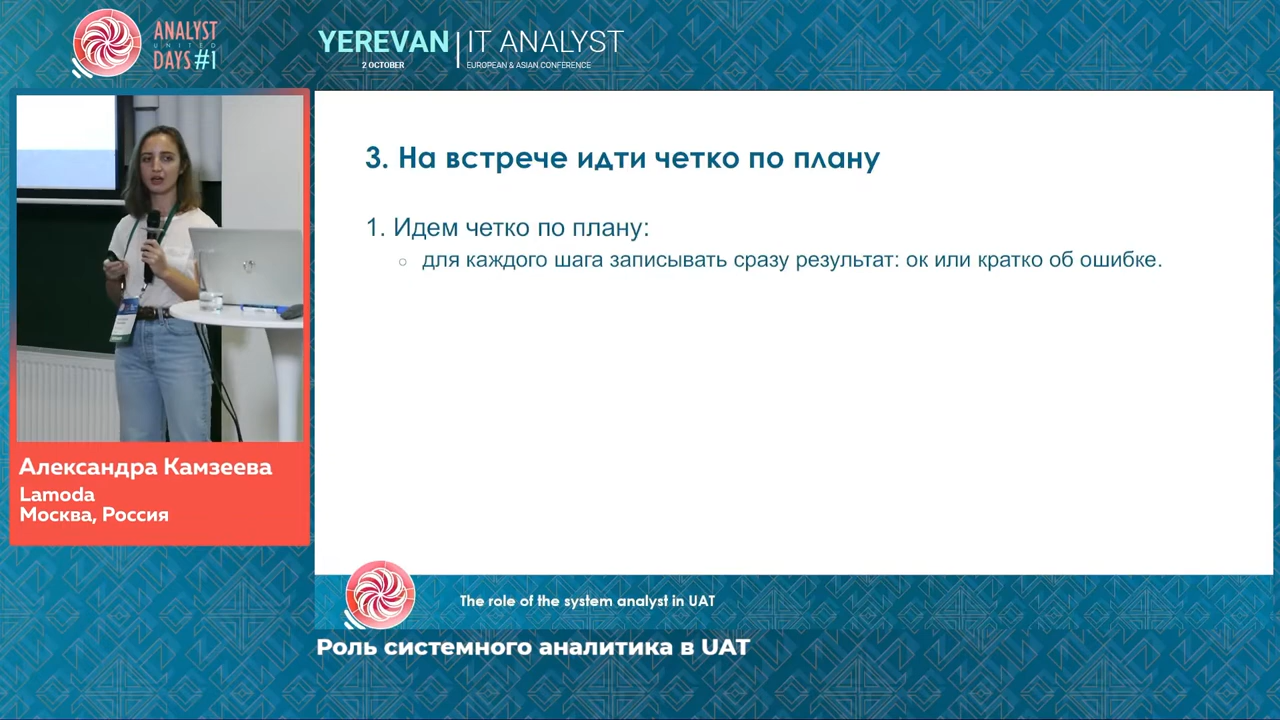 ANALYST
UNITED
DAYS #1
YEREVAN
2 OCTOBER
IT ANALYST
EUROPEAN & ASIAN CONFERENCE
3. На встрече идти четко по плану
1. Идем четко по плану:
○ для каждого шага записывать сразу результат: ок или кратко об ошибке.
Александра Камзеева
Lamoda
Москва, Россия
The role of the system analyst in UAT
Роль системного аналитика в UAT